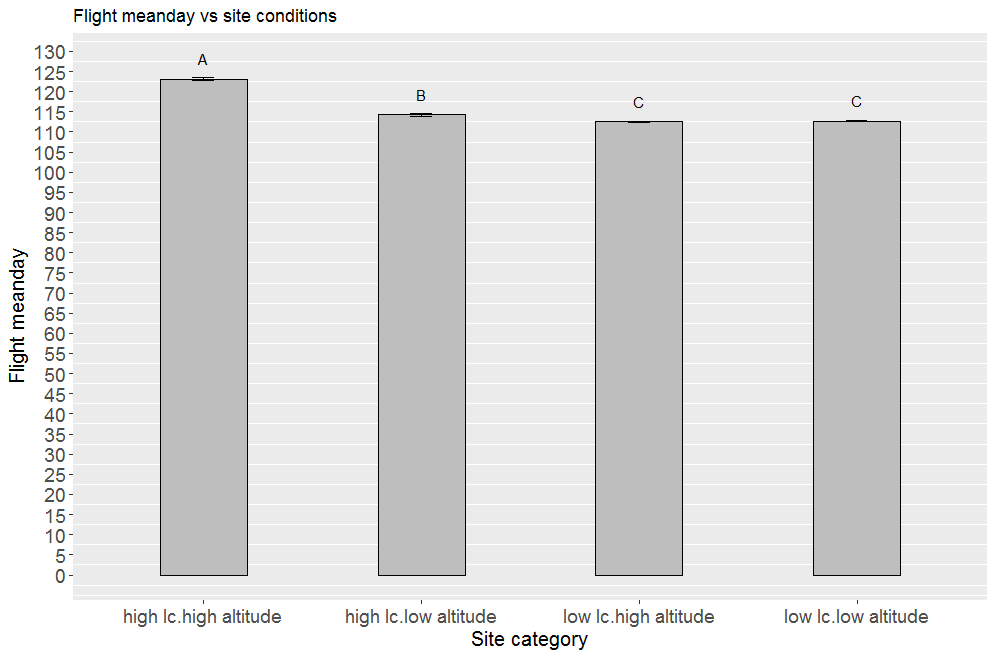 Flight meanday vs site conditions
Flight meanday
130
125
120
115
110
105
100
95
90
85
80
75
70
65
60
55
50
45
40
35
30
25
20
15
10
5
0
A
B
C
C
high lc.high altitude
high lc.low altitude
low lc.high altitude
low lc.low altitude
Site category